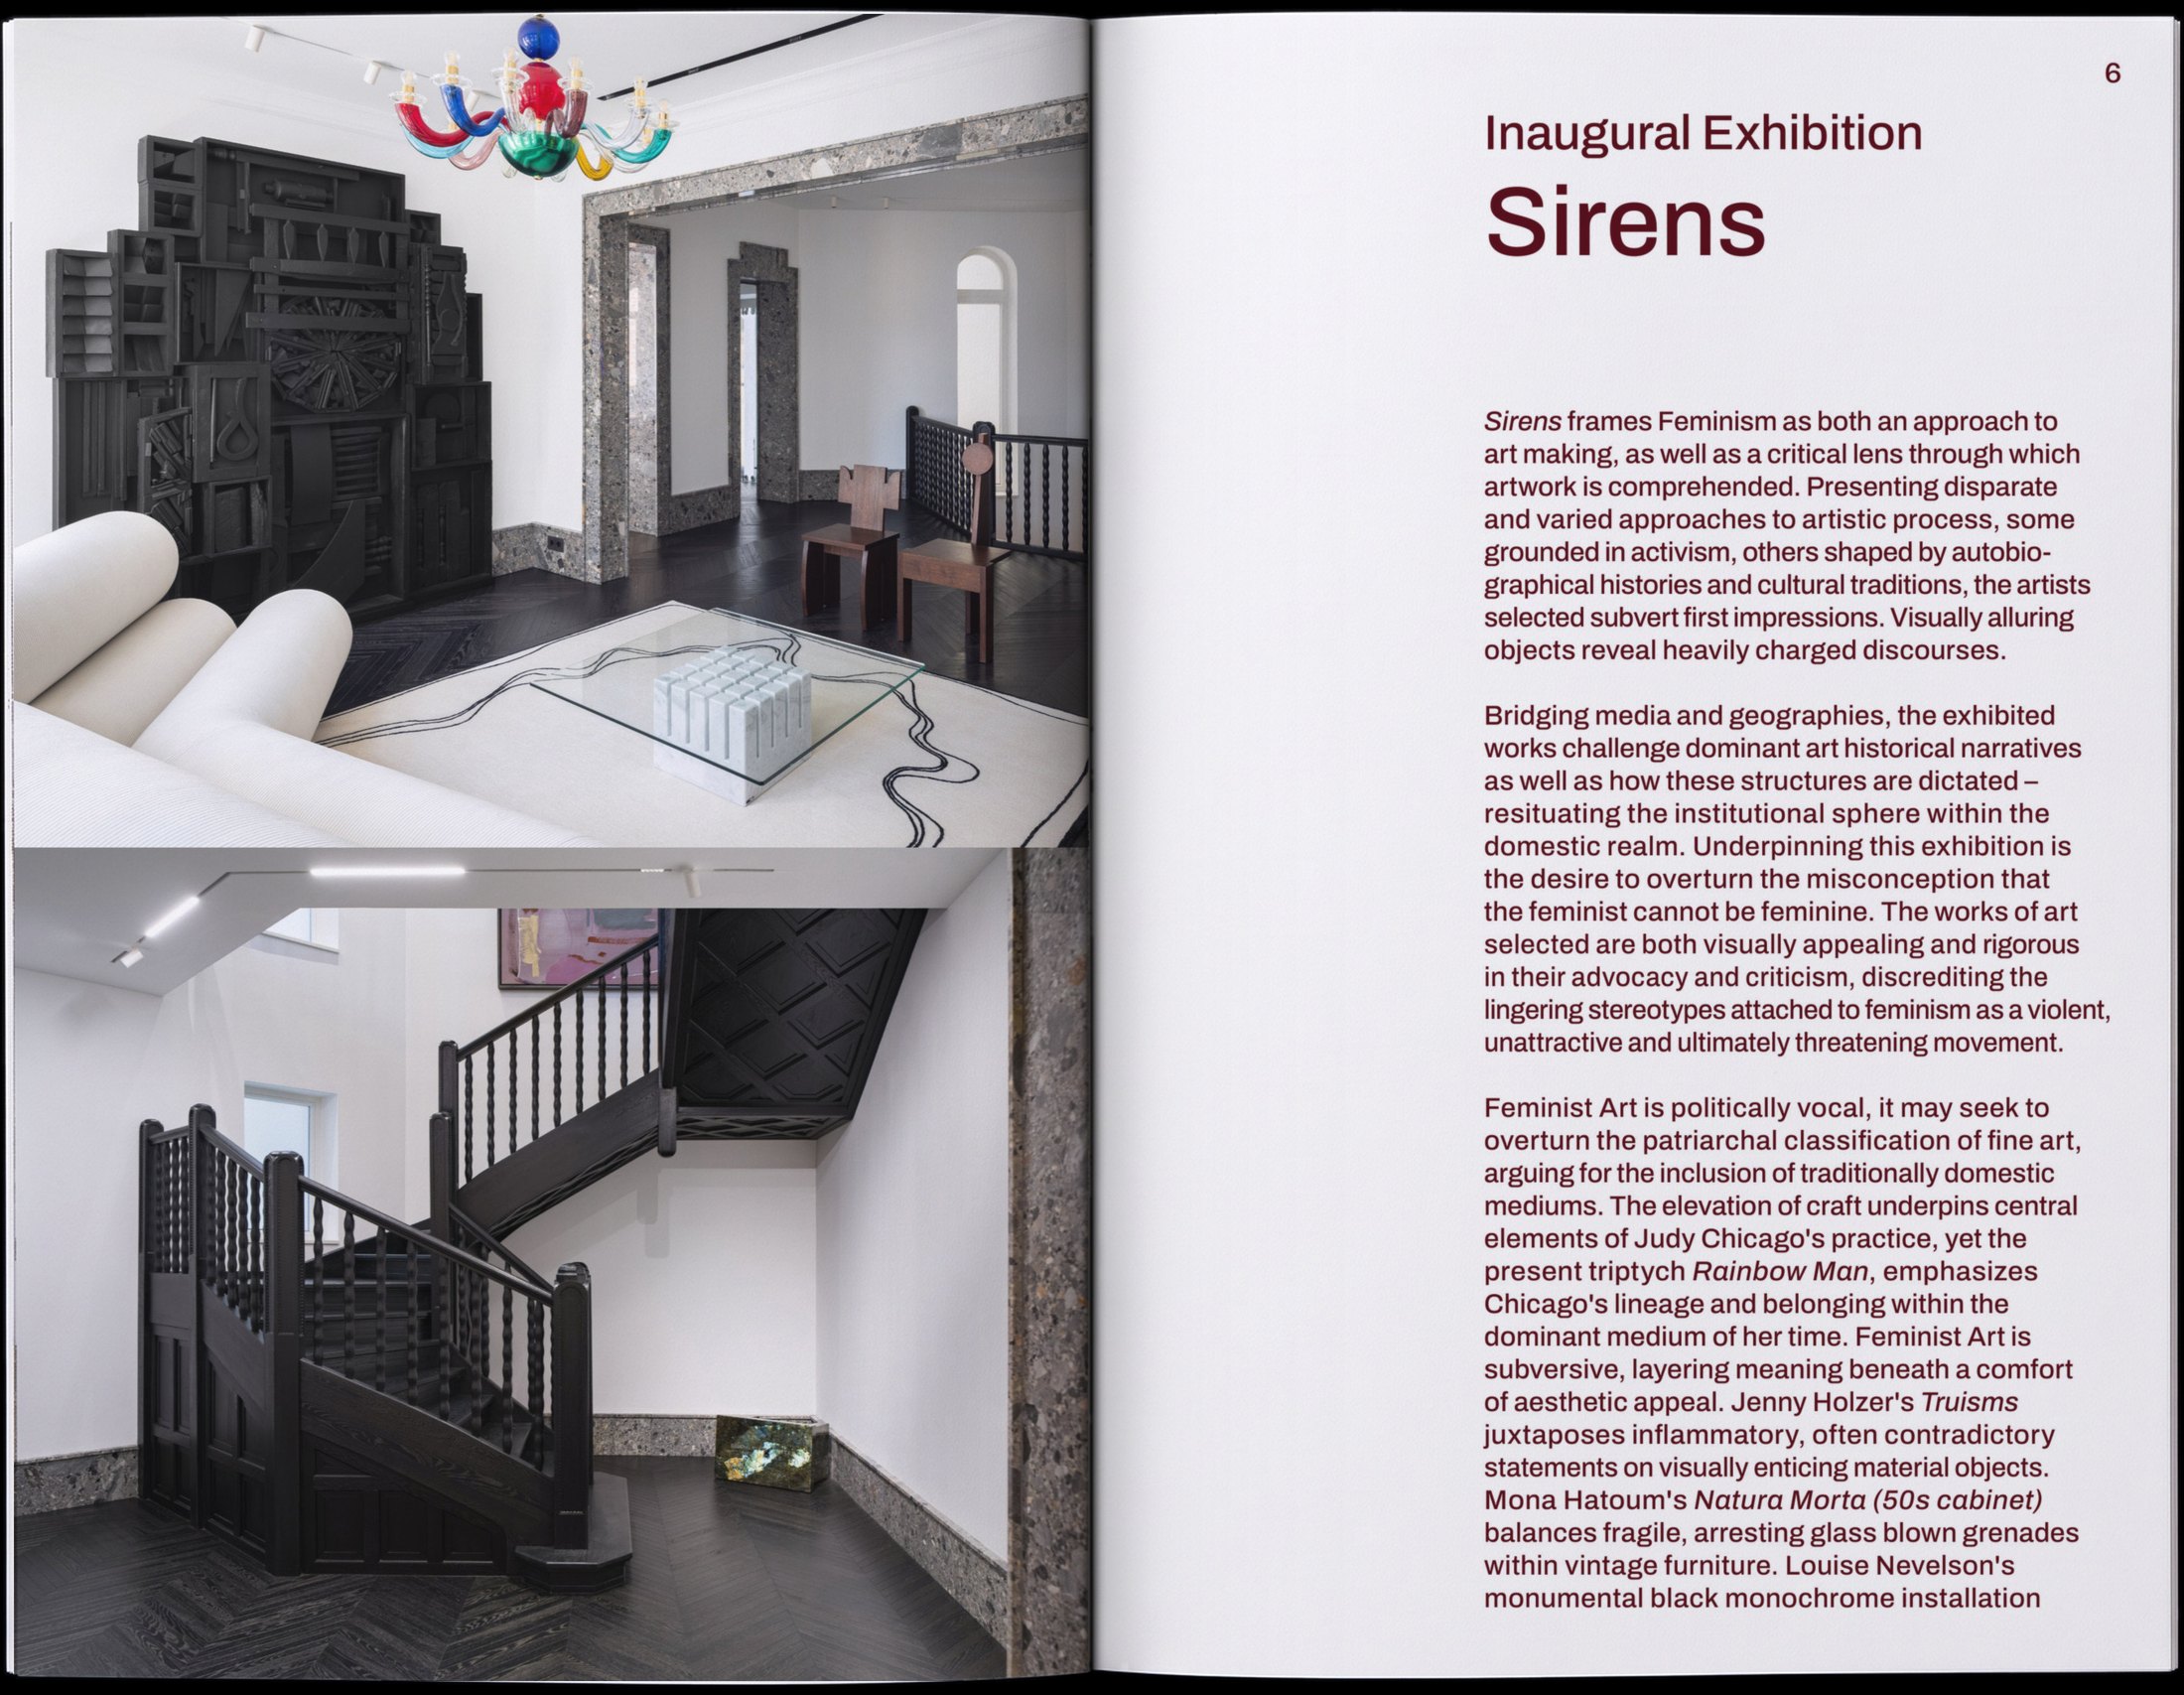 6
Inaugural Exhibition
Sirens
Sirens frames Feminism as both an approach to
art making, as well as a critical lens through which
artwork is comprehended. Presenting disparate
and varied approaches to artistic process, some
grounded in activism, others shaped by autobio-
graphical histories and cultural traditions, the artists
selected subvert first impressions. Visually alluring
objects reveal heavily charged discourses.
Bridging media and geographies, the exhibited
works challenge dominant art historical narratives
as well as how these structures are dictated –
resituating the institutional sphere within the
domestic realm. Underpinning this exhibition is
the desire to overturn the misconception that
the feminist cannot be feminine. The works of art
selected are both visually appealing and rigorous
in their advocacy and criticism, discrediting the
lingering stereotypes attached to feminism as a violent,
unattractive and ultimately threatening movement.
Feminist Art is politically vocal, it may seek to
overturn the patriarchal classification of fine art,
arguing for the inclusion of traditionally domestic
mediums. The elevation of craft underpins central
elements of Judy Chicago's practice, yet the
present triptych Rainbow Man, emphasizes
Chicago's lineage and belonging within the
dominant medium of her time. Feminist Art is
subversive, layering meaning beneath a comfort
of aesthetic appeal. Jenny Holzer's Truisms
juxtaposes inflammatory, often contradictory
statements on visually enticing material objects.
Mona Hatoum's Natura Morta (50s cabinet)
balances fragile, arresting glass blown grenades
within vintage furniture. Louise Nevelson's
monumental black monochrome installation